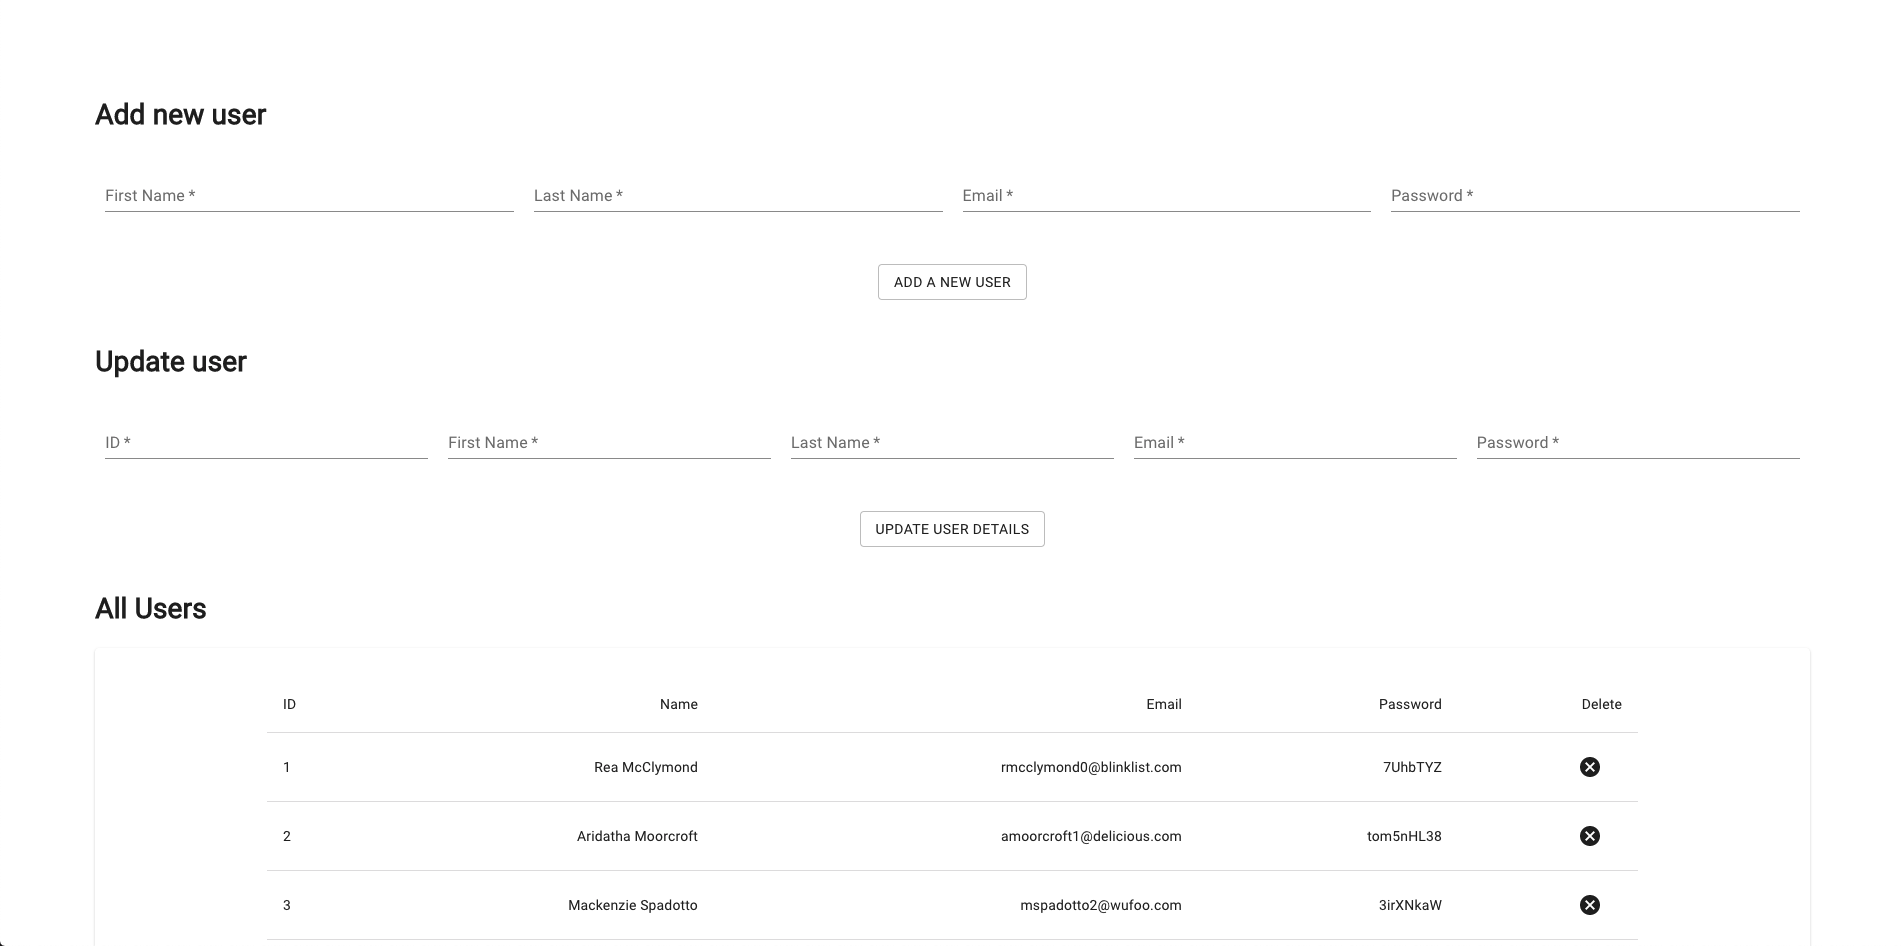 Add new user
First Name * Last Name * Email * Password *
ADD A NEW USER
Update user
ID * First Name * Last Name * Email * Password *
UPDATE USER DETAILS
All Users
ID Name Email Password Delete
1 Rea McClymond rmcclymond0@blinklist.com 7UhbTYZ
2 Aridatha Moorcroft amoorcroft1@delicious.com tom5nHL38
3 Mackenzie Spadotto mspadotto2@wufoo.com 3irXNkaW